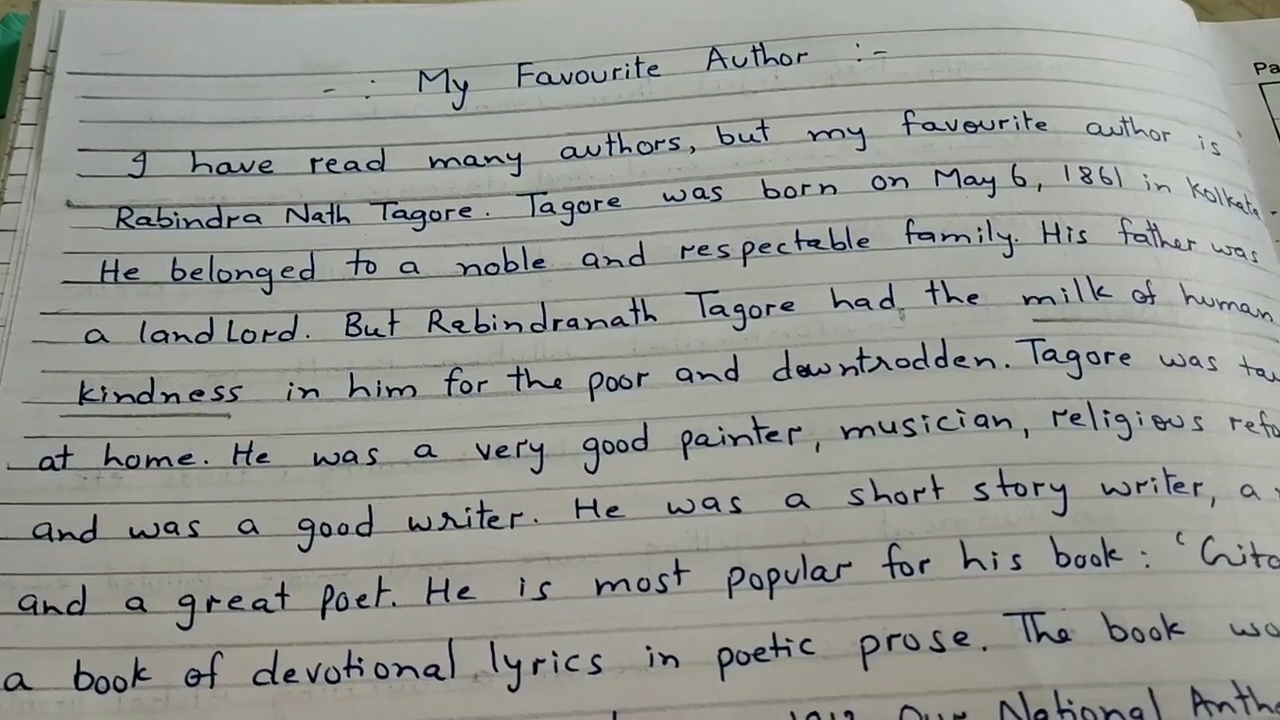 Pa
- : My Favourite Author :-
I have read many authors, but my favourite author is
Rabindra Nath Tagore. Tagore was born on May 6, 1861 in Kolkata.
He belonged to a noble and respectable family. His father was
a landLord. But Rabindranath Tagore had the milk of human
kindness in him for the poor and downtrodden. Tagore was
at home. He was a very good painter, musician, religious
and was a good writer. He was a short story writer, a
and a great poet. He is most popular for his book :
a book of devotional lyrics in poetic prose. The book
Our National